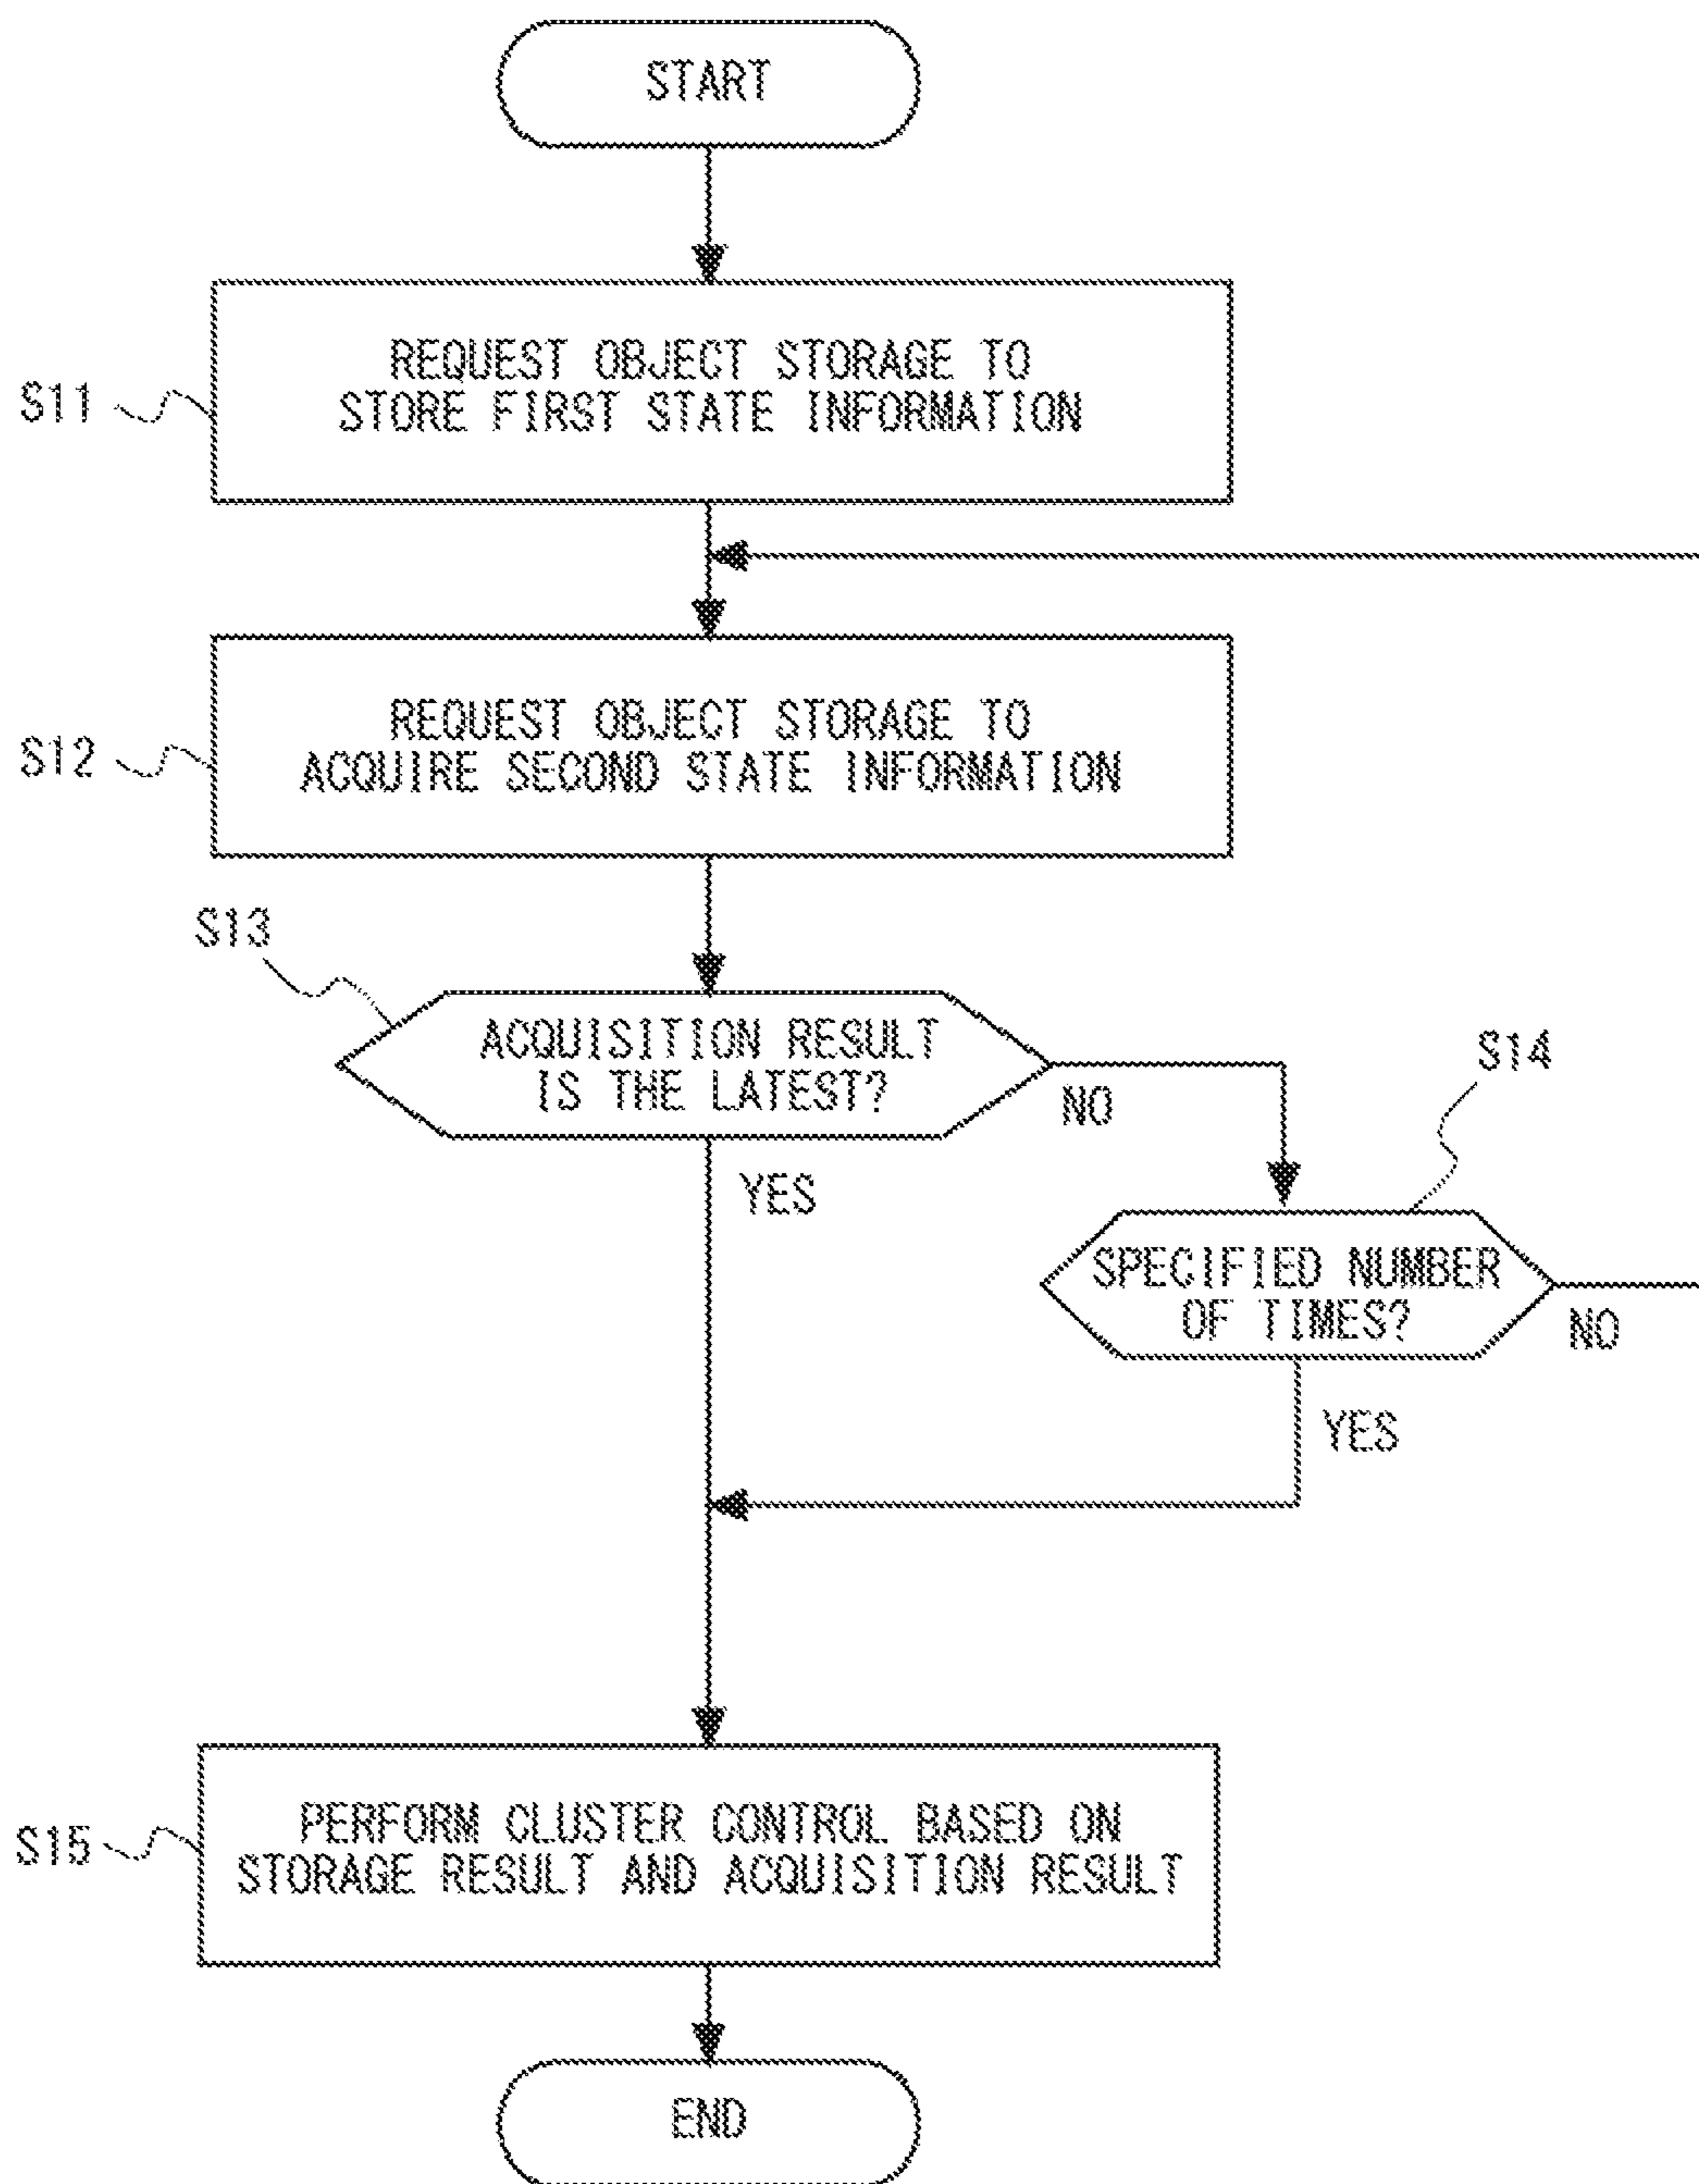 START
S11
REQUEST OBJECT STORAGE TO
STORE FIRST STATE INFORMATION
S12
REQUEST OBJECT STORAGE TO
ACQUIRE SECOND STATE INFORMATION
S13
ACQUISITION RESULT
IS THE LATEST?
NO
YES
S14
SPECIFIED NUMBER
OF TIMES?
NO
YES
S15
PERFORM CLUSTER CONTROL BASED ON
STORAGE RESULT AND ACQUISITION RESULT
END